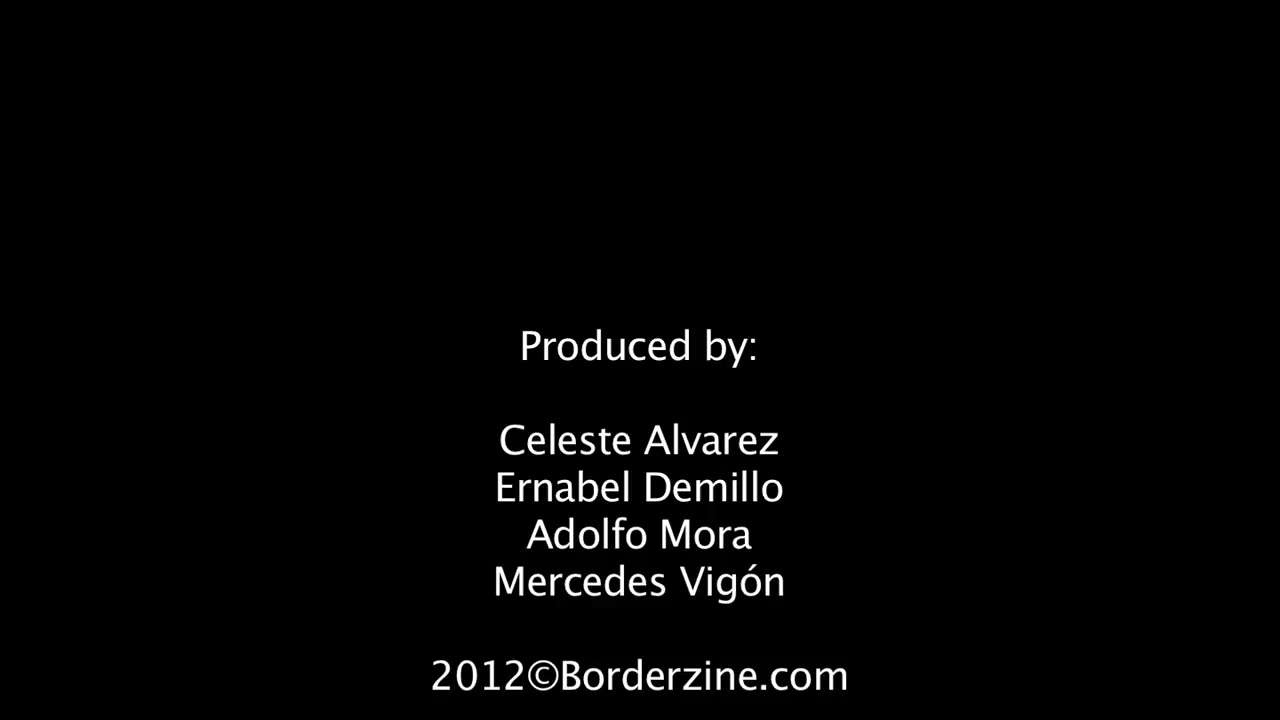 Produced by:
Celeste Alvarez
Ernabel Demillo
Adolfo Mora
Mercedes Vigón
2012©Borderzine.com